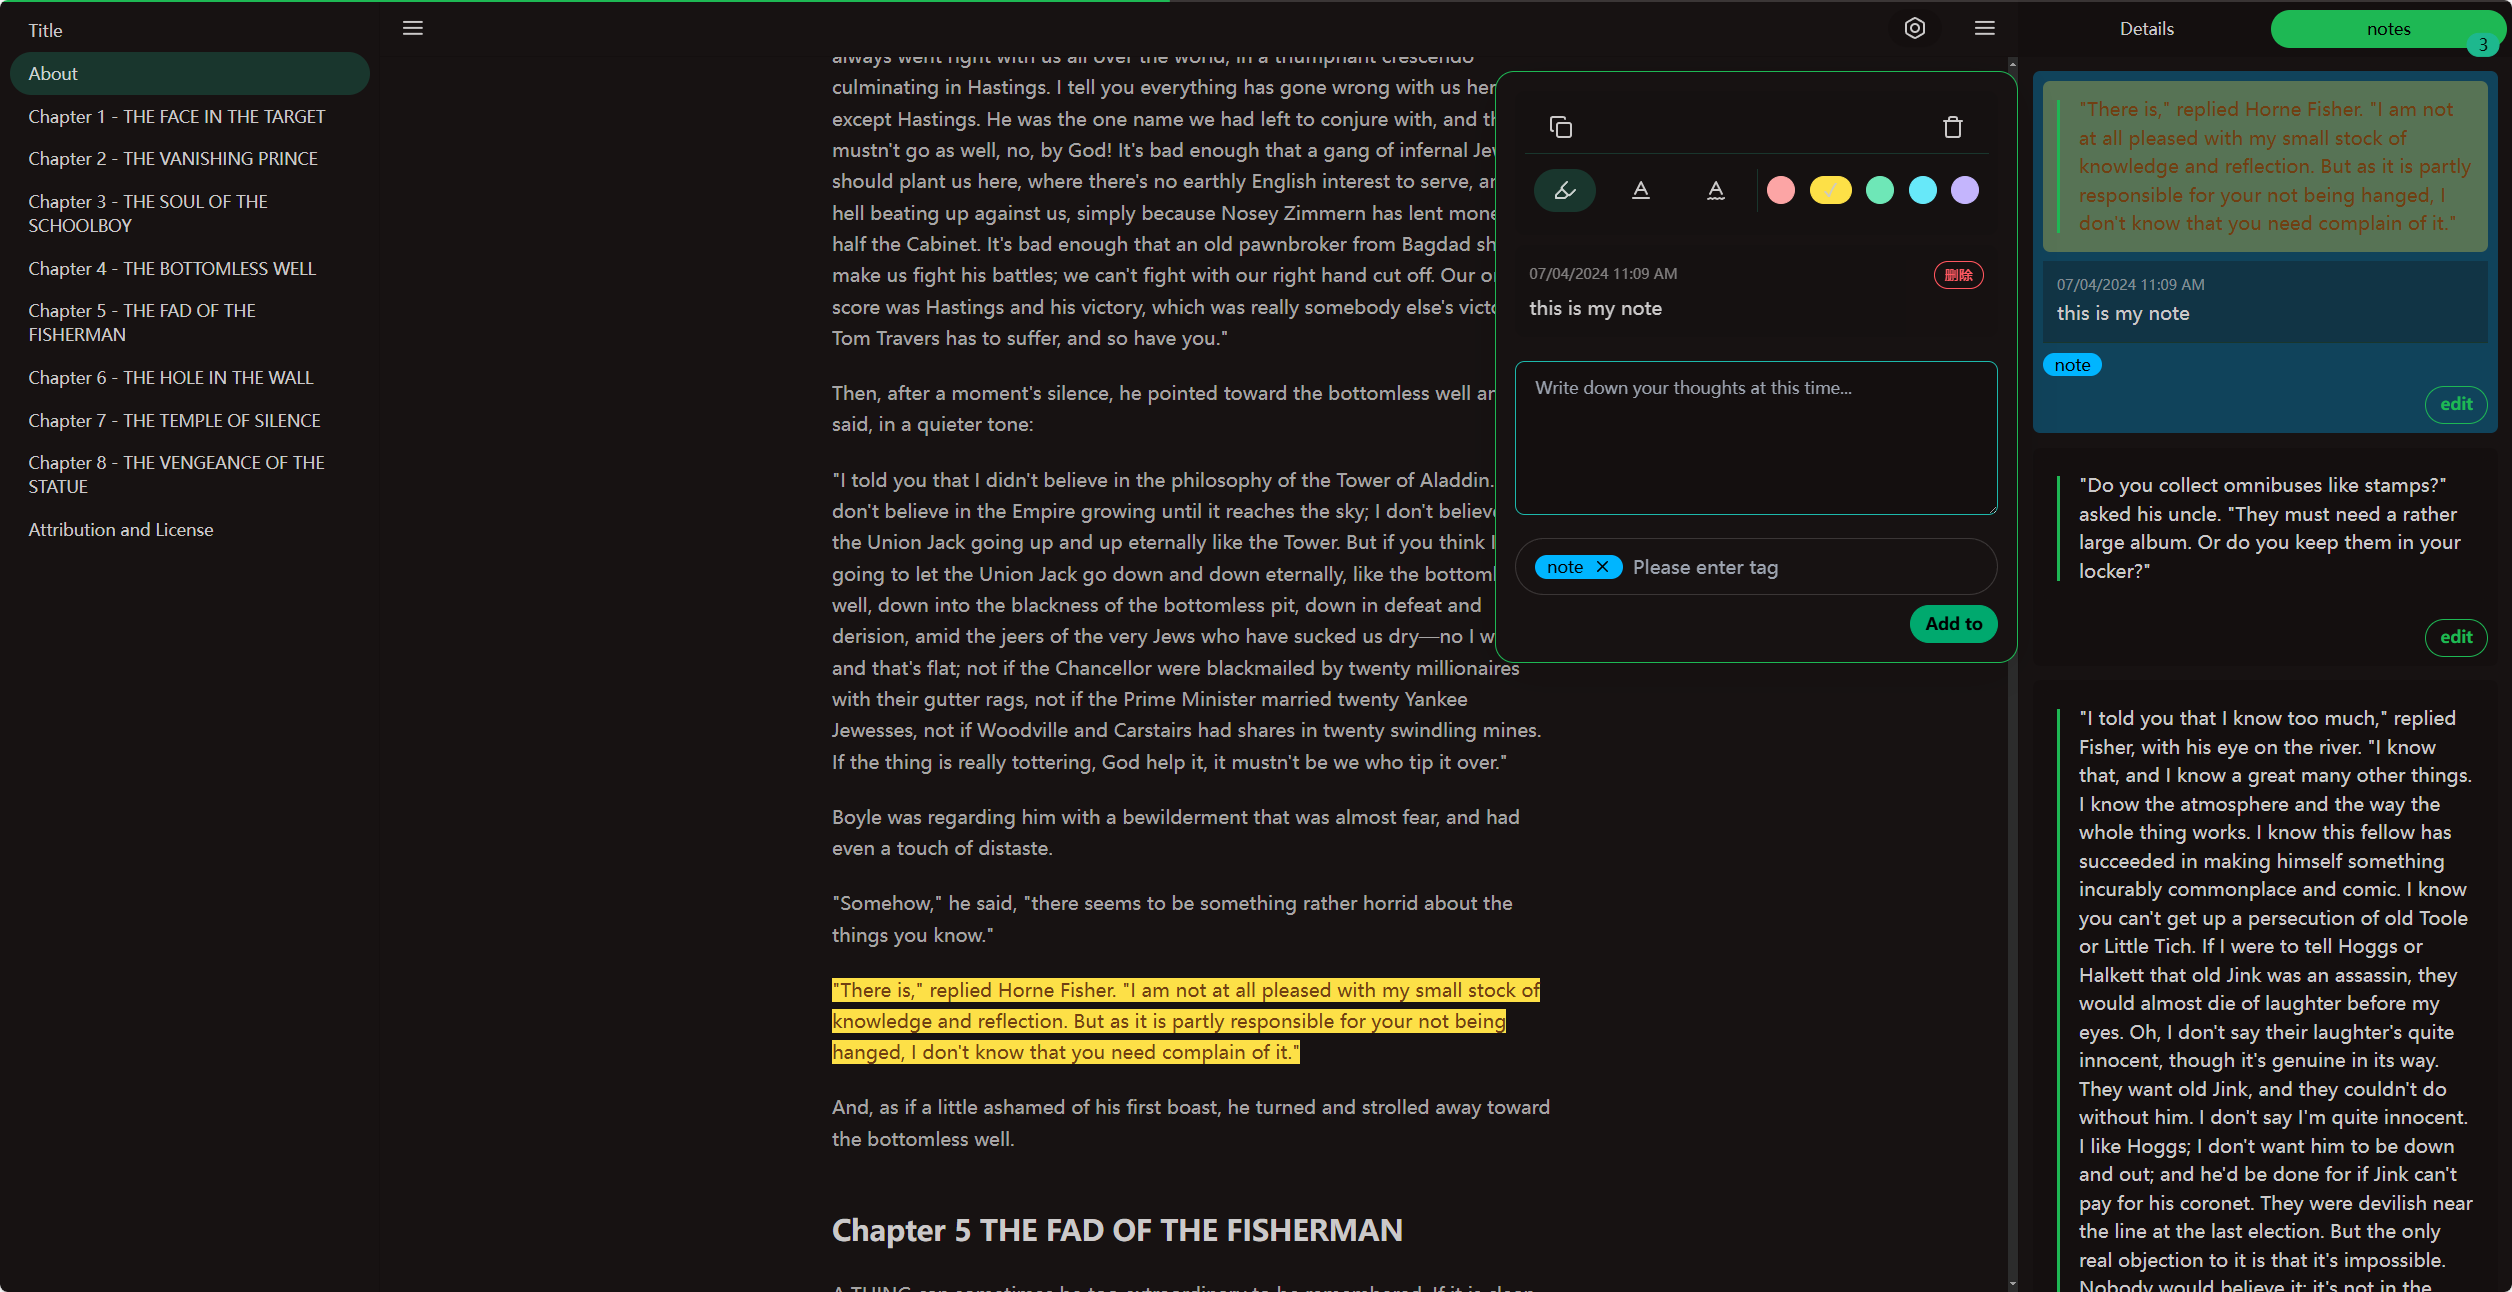 Title
About
Chapter 1 - THE FACE IN THE TARGET
Chapter 2 - THE VANISHING PRINCE
Chapter 3 - THE SOUL OF THE
SCHOOLBOY
Chapter 4 - THE BOTTOMLESS WELL
Chapter 5 - THE FAD OF THE
FISHERMAN
Chapter 6 - THE HOLE IN THE WALL
Chapter 7 - THE TEMPLE OF SILENCE
Chapter 8 - THE VENGEANCE OF THE
STATUE
Attribution and License
always went right with us all over the world, in a triumphant crescendo
culminating in Hastings. I tell you everything has gone wrong with us
except Hastings. He was the one name we had left to conjure with, and
mustn't go as well, no, by God! It's bad enough that a gang of infernal
should plant us here, where there's no earthly English interest to serve,
hell beating up against us, simply because Nosey Zimmern has lent
half the Cabinet. It's bad enough that an old pawnbroker from Bagdad
make us fight his battles; we can't fight with our right hand cut off. Our
score was Hastings and his victory, which was really somebody else's
Tom Travers has to suffer, and so have you."
Then, after a moment's silence, he pointed toward the bottomless well
said, in a quieter tone:
"I told you that I didn't believe in the philosophy of the Tower of Aladdin.
don't believe in the Empire growing until it reaches the sky; I don't
the Union Jack going up and up eternally like the Tower. But if you think I
going to let the Union Jack go down and down eternally, like the
well, down into the blackness of the bottomless pit, down in defeat and
derision, amid the jeers of the very Jews who have sucked us dry—no I
and that's flat; not if the Chancellor were blackmailed by twenty millionaires
with their gutter rags, not if the Prime Minister married twenty Yankee
Jewesses, not if Woodville and Carstairs had shares in twenty swindling mines.
If the thing is really tottering, God help it, it mustn't be we who tip it over."
Boyle was regarding him with a bewilderment that was almost fear, and had
even a touch of distaste.
"Somehow," he said, "there seems to be something rather horrid about the
things you know."
"There is," replied Horne Fisher. "I am not at all pleased with my small stock of
knowledge and reflection. But as it is partly responsible for your not being
hanged, I don't know that you need complain of it."
And, as if a little ashamed of his first boast, he turned and strolled away toward
the bottomless well.
Chapter 5 THE FAD OF THE FISHERMAN
07/04/2024 11:09 AM
删除
this is my note
Write down your thoughts at this time...
note
Please enter tag
Add to
Details
notes
3
"There is," replied Horne Fisher. "I am not
at all pleased with my small stock of
knowledge and reflection. But as it is partly
responsible for your not being hanged, I
don't know that you need complain of it."
07/04/2024 11:09 AM
this is my note
note
edit
"Do you collect omnibuses like stamps?"
asked his uncle. "They must need a rather
large album. Or do you keep them in your
locker?"
edit
"I told you that I know too much," replied
Fisher, with his eye on the river. "I know
that, and I know a great many other things.
I know the atmosphere and the way the
whole thing works. I know this fellow has
succeeded in making himself something
incurably commonplace and comic. I know
you can't get up a persecution of old Toole
or Little Tich. If I were to tell Hoggs or
Halkett that old Jink was an assassin, they
would almost die of laughter before my
eyes. Oh, I don't say their laughter's quite
innocent, though it's genuine in its way.
They want old Jink, and they couldn't do
without him. I don't say I'm quite innocent.
I like Hoggs; I don't want him to be down
and out; and he'd be done for if Jink can't
pay for his coronet. They were devilish near
the line at the last election. But the only
real objection to it is that it's impossible.
Nobody would believe it; it's not in the